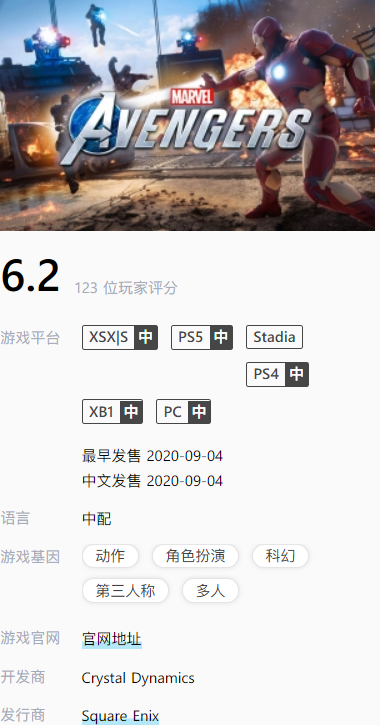 MARVEL
AVENGERS
6.2 123 位玩家评分
游戏平台 XSX|S 中 PS5 中 Stadia
PS4 中
XB1 中 PC 中
最早发售 2020-09-04
中文发售 2020-09-04
语言 中配
游戏基因 动作 角色扮演 科幻
第三人称 多人
游戏官网 官网地址
开发商 Crystal Dynamics
发行商 Square Enix